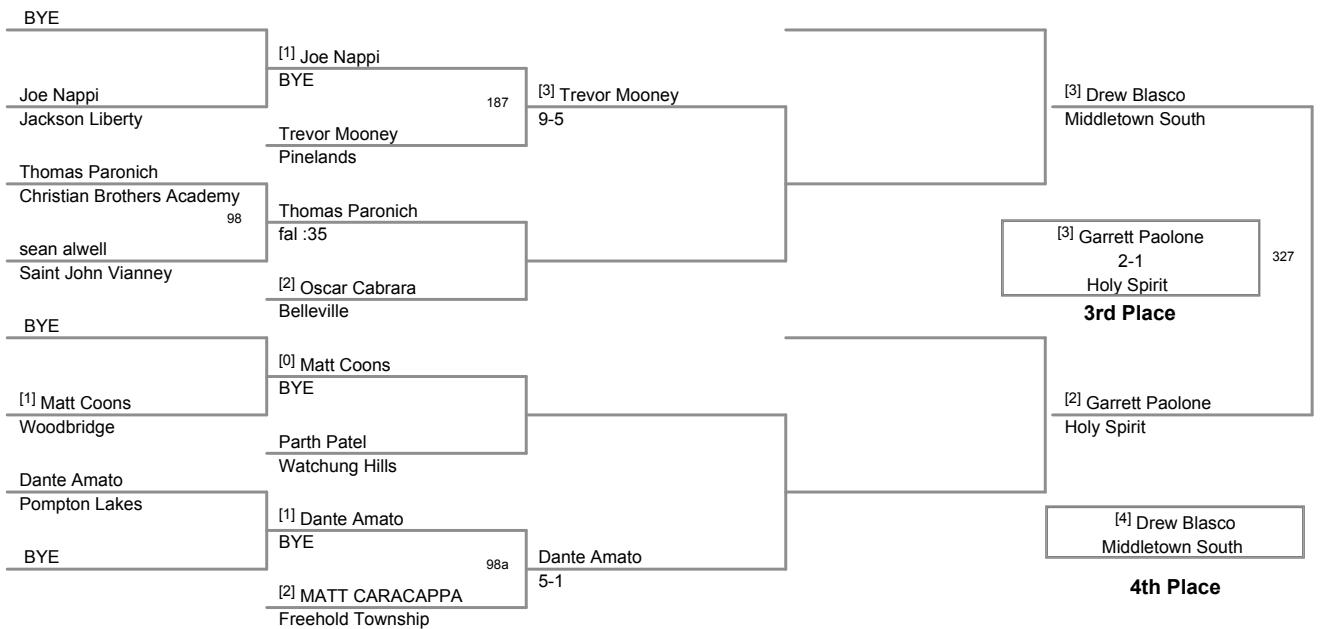 BYE
[1] Joe Nappi
BYE
Joe Nappi
Jackson Liberty
187
[3] Trevor Mooney
9-5
[3] Drew Blasco
Middletown South
Trevor Mooney
Pinelands
Thomas Paronich
Christian Brothers Academy
98
Thomas Paronich
fal :35
sean alwell
Saint John Vianney
[2] Oscar Cabrara
Belleville
[3] Garrett Paolone
2-1
Holy Spirit
327
3rd Place
BYE
[0] Matt Coons
BYE
[1] Matt Coons
Woodbridge
[2] Garrett Paolone
Holy Spirit
Parth Patel
Watchung Hills
Dante Amato
Pompton Lakes
[1] Dante Amato
BYE
BYE
98a
Dante Amato
5-1
[2] MATT CARACAPPA
Freehold Township
[4] Drew Blasco
Middletown South
4th Place